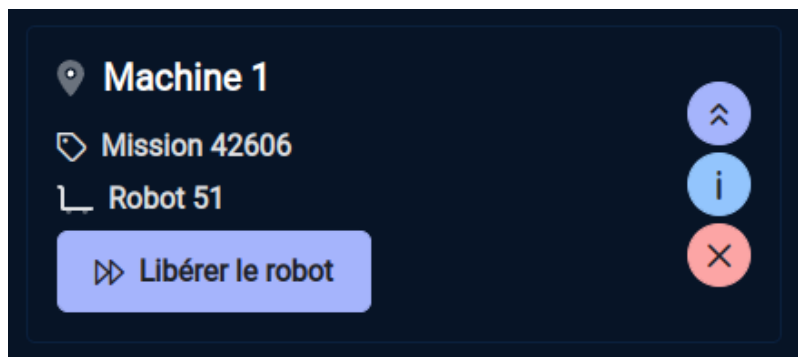 Machine 1
Mission 42606
Robot 51
Libérer le robot
i